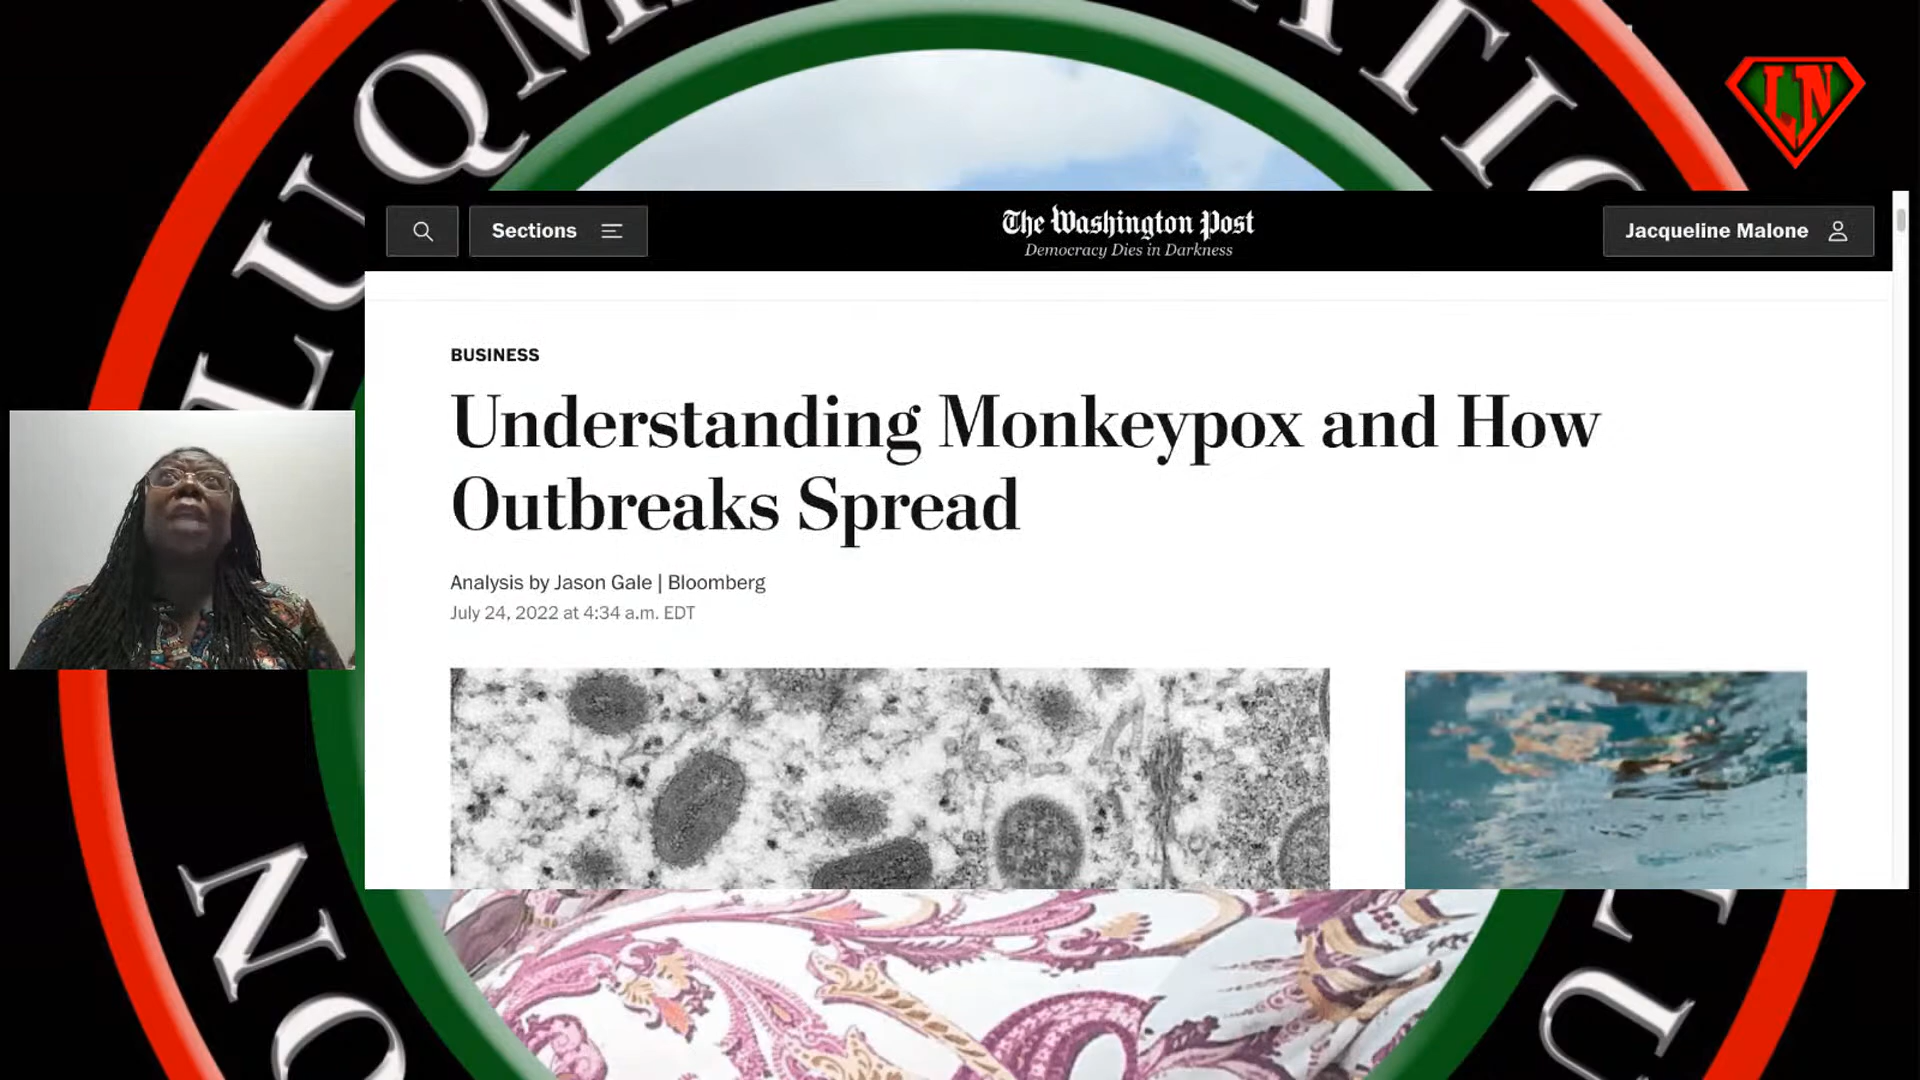 LN
Sections
The Washington Post
Democracy Dies in Darkness
Jacqueline Malone
BUSINESS
Understanding Monkeypox and How
Outbreaks Spread
Analysis by Jason Gale | Bloomberg
July 24, 2022 at 4:34 a.m. EDT